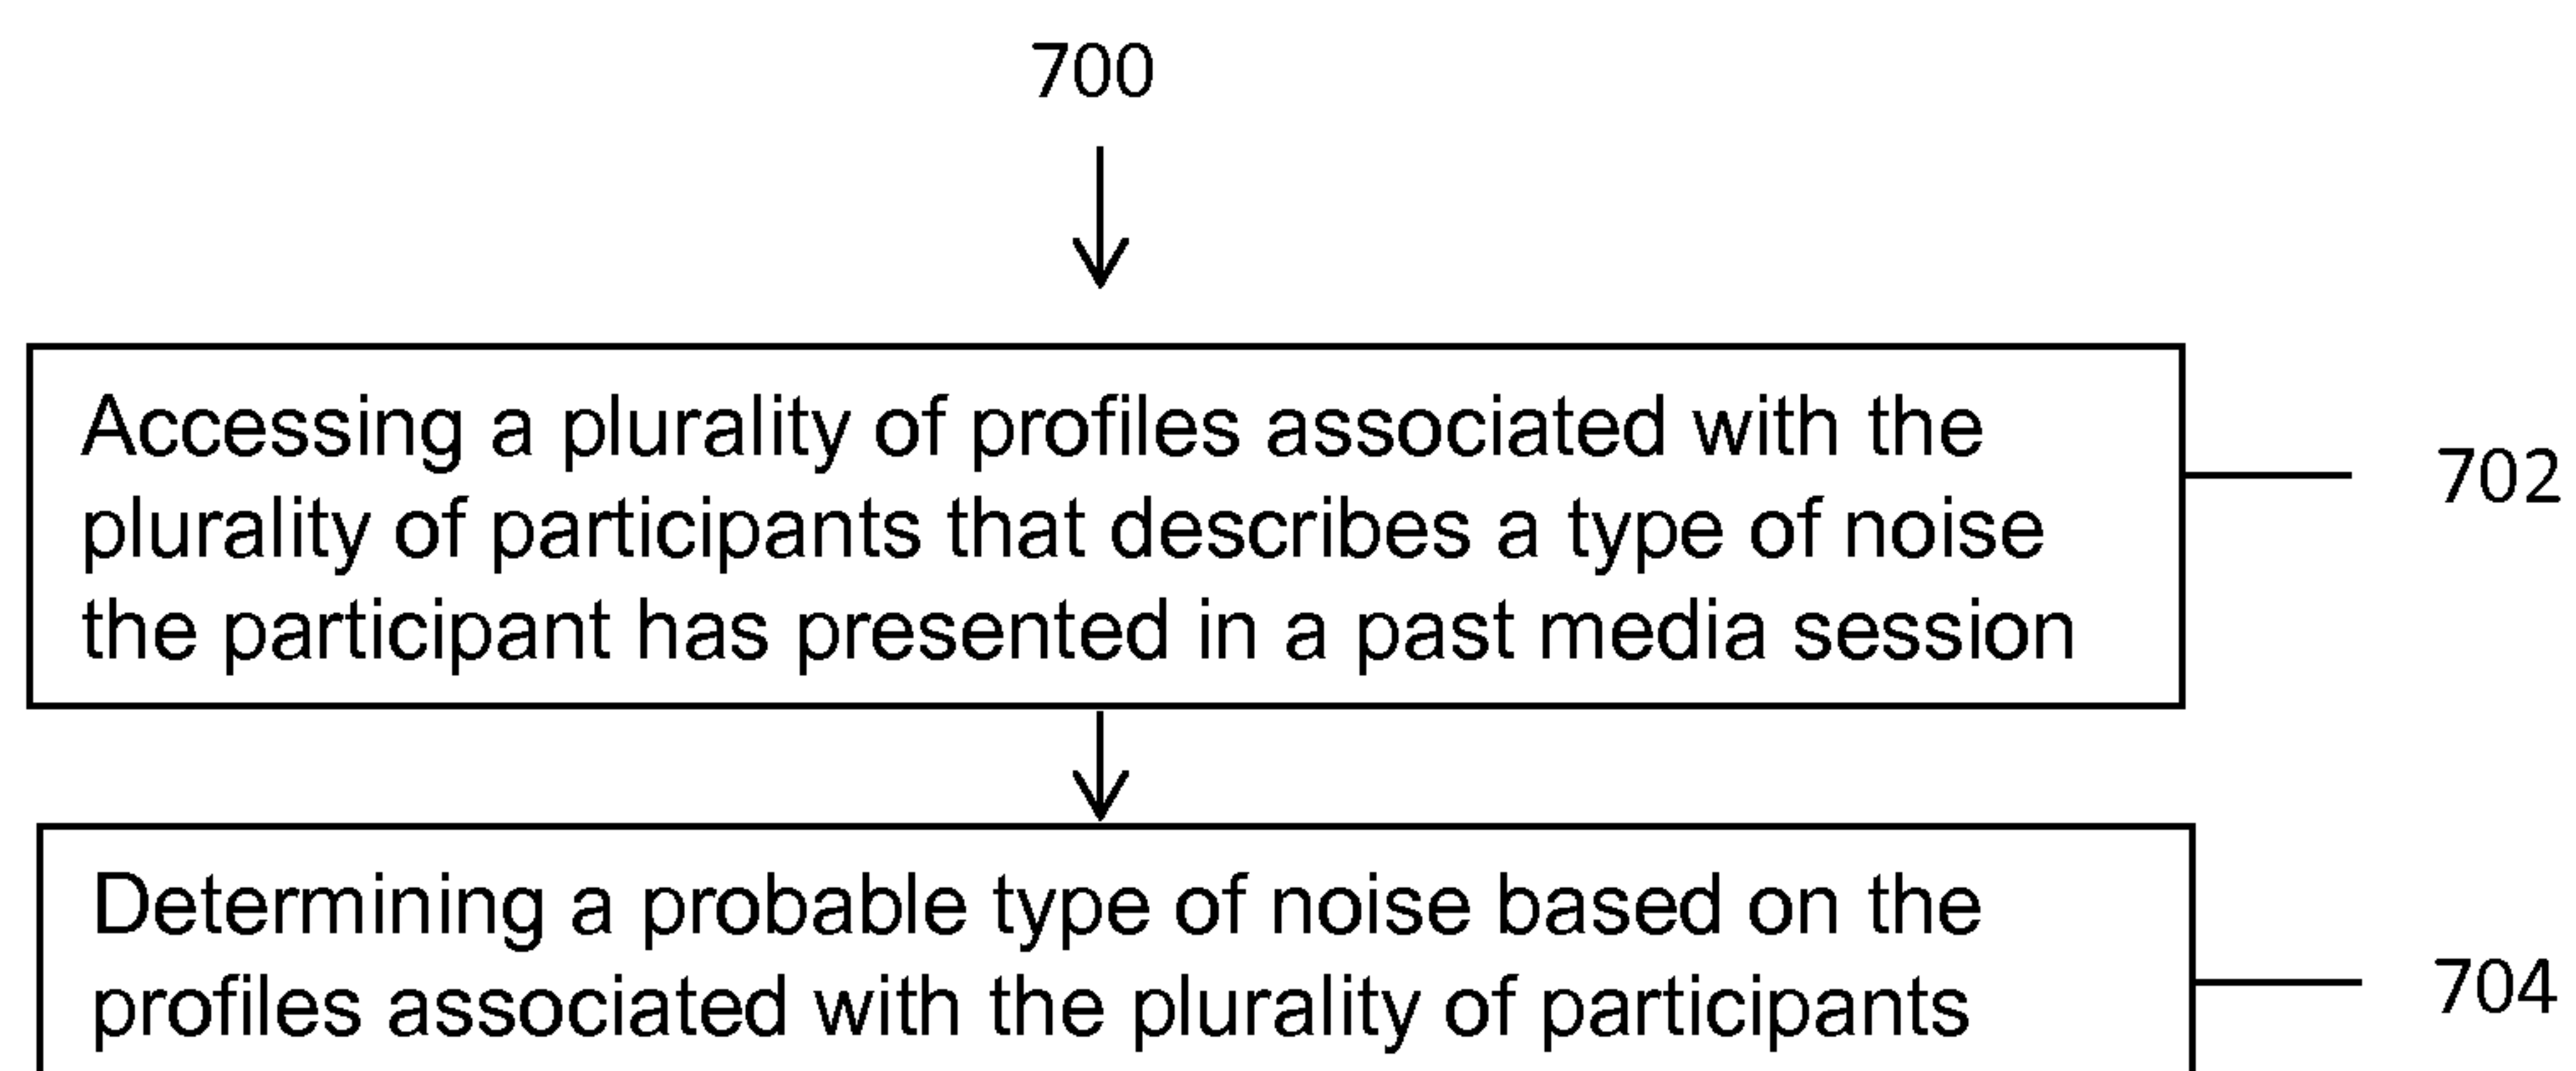 700
Accessing a plurality of profiles associated with the
plurality of participants that describes a type of noise
the participant has presented in a past media session
702
Determining a probable type of noise based on the
profiles associated with the plurality of participants
704